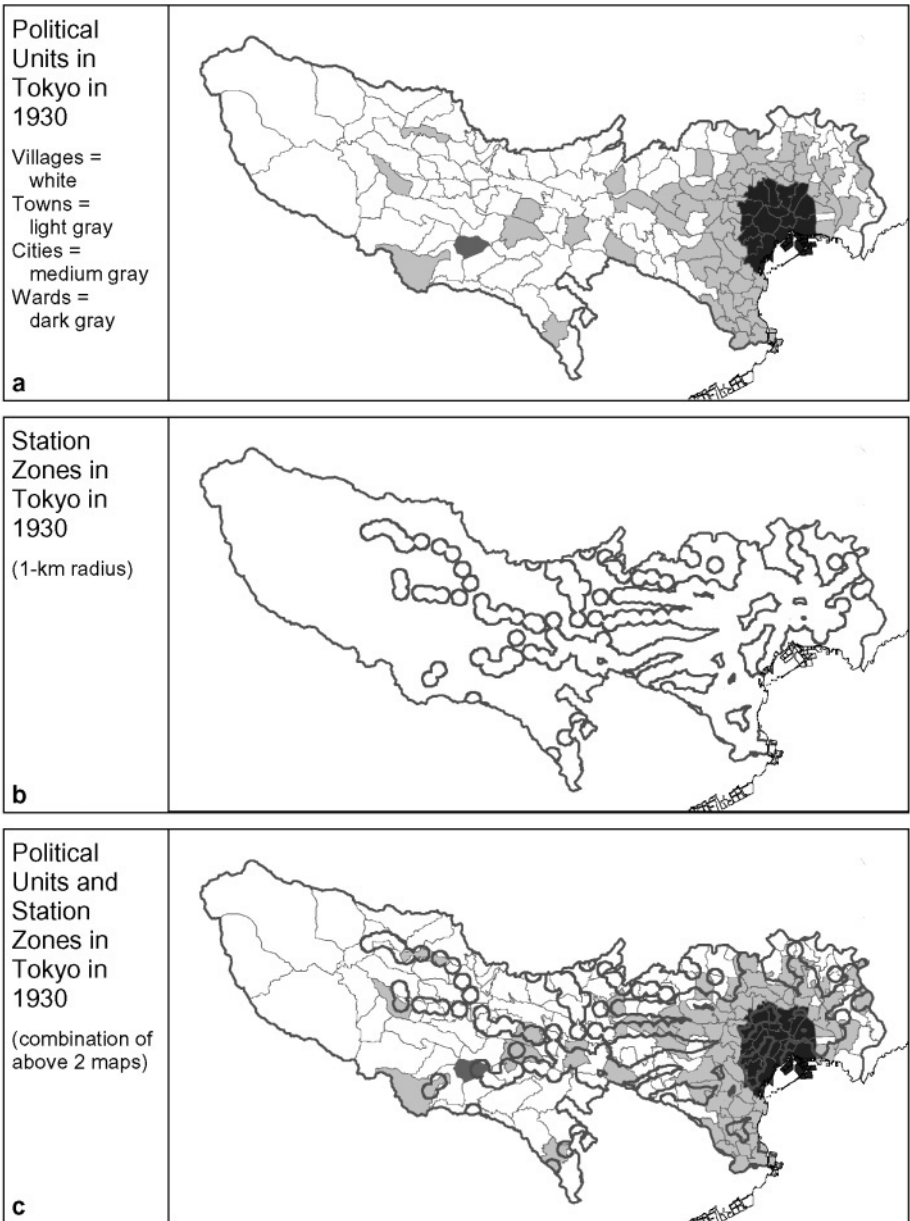 Political
Units in
Tokyo in
1930
Villages =
white
Towns =
light gray
Cities =
medium gray
Wards =
dark gray
a
Station
Zones in
Tokyo in
1930
(1-km radius)
b
Political
Units and
Station
Zones in
Tokyo in
1930
(combination of
above 2 maps)
c